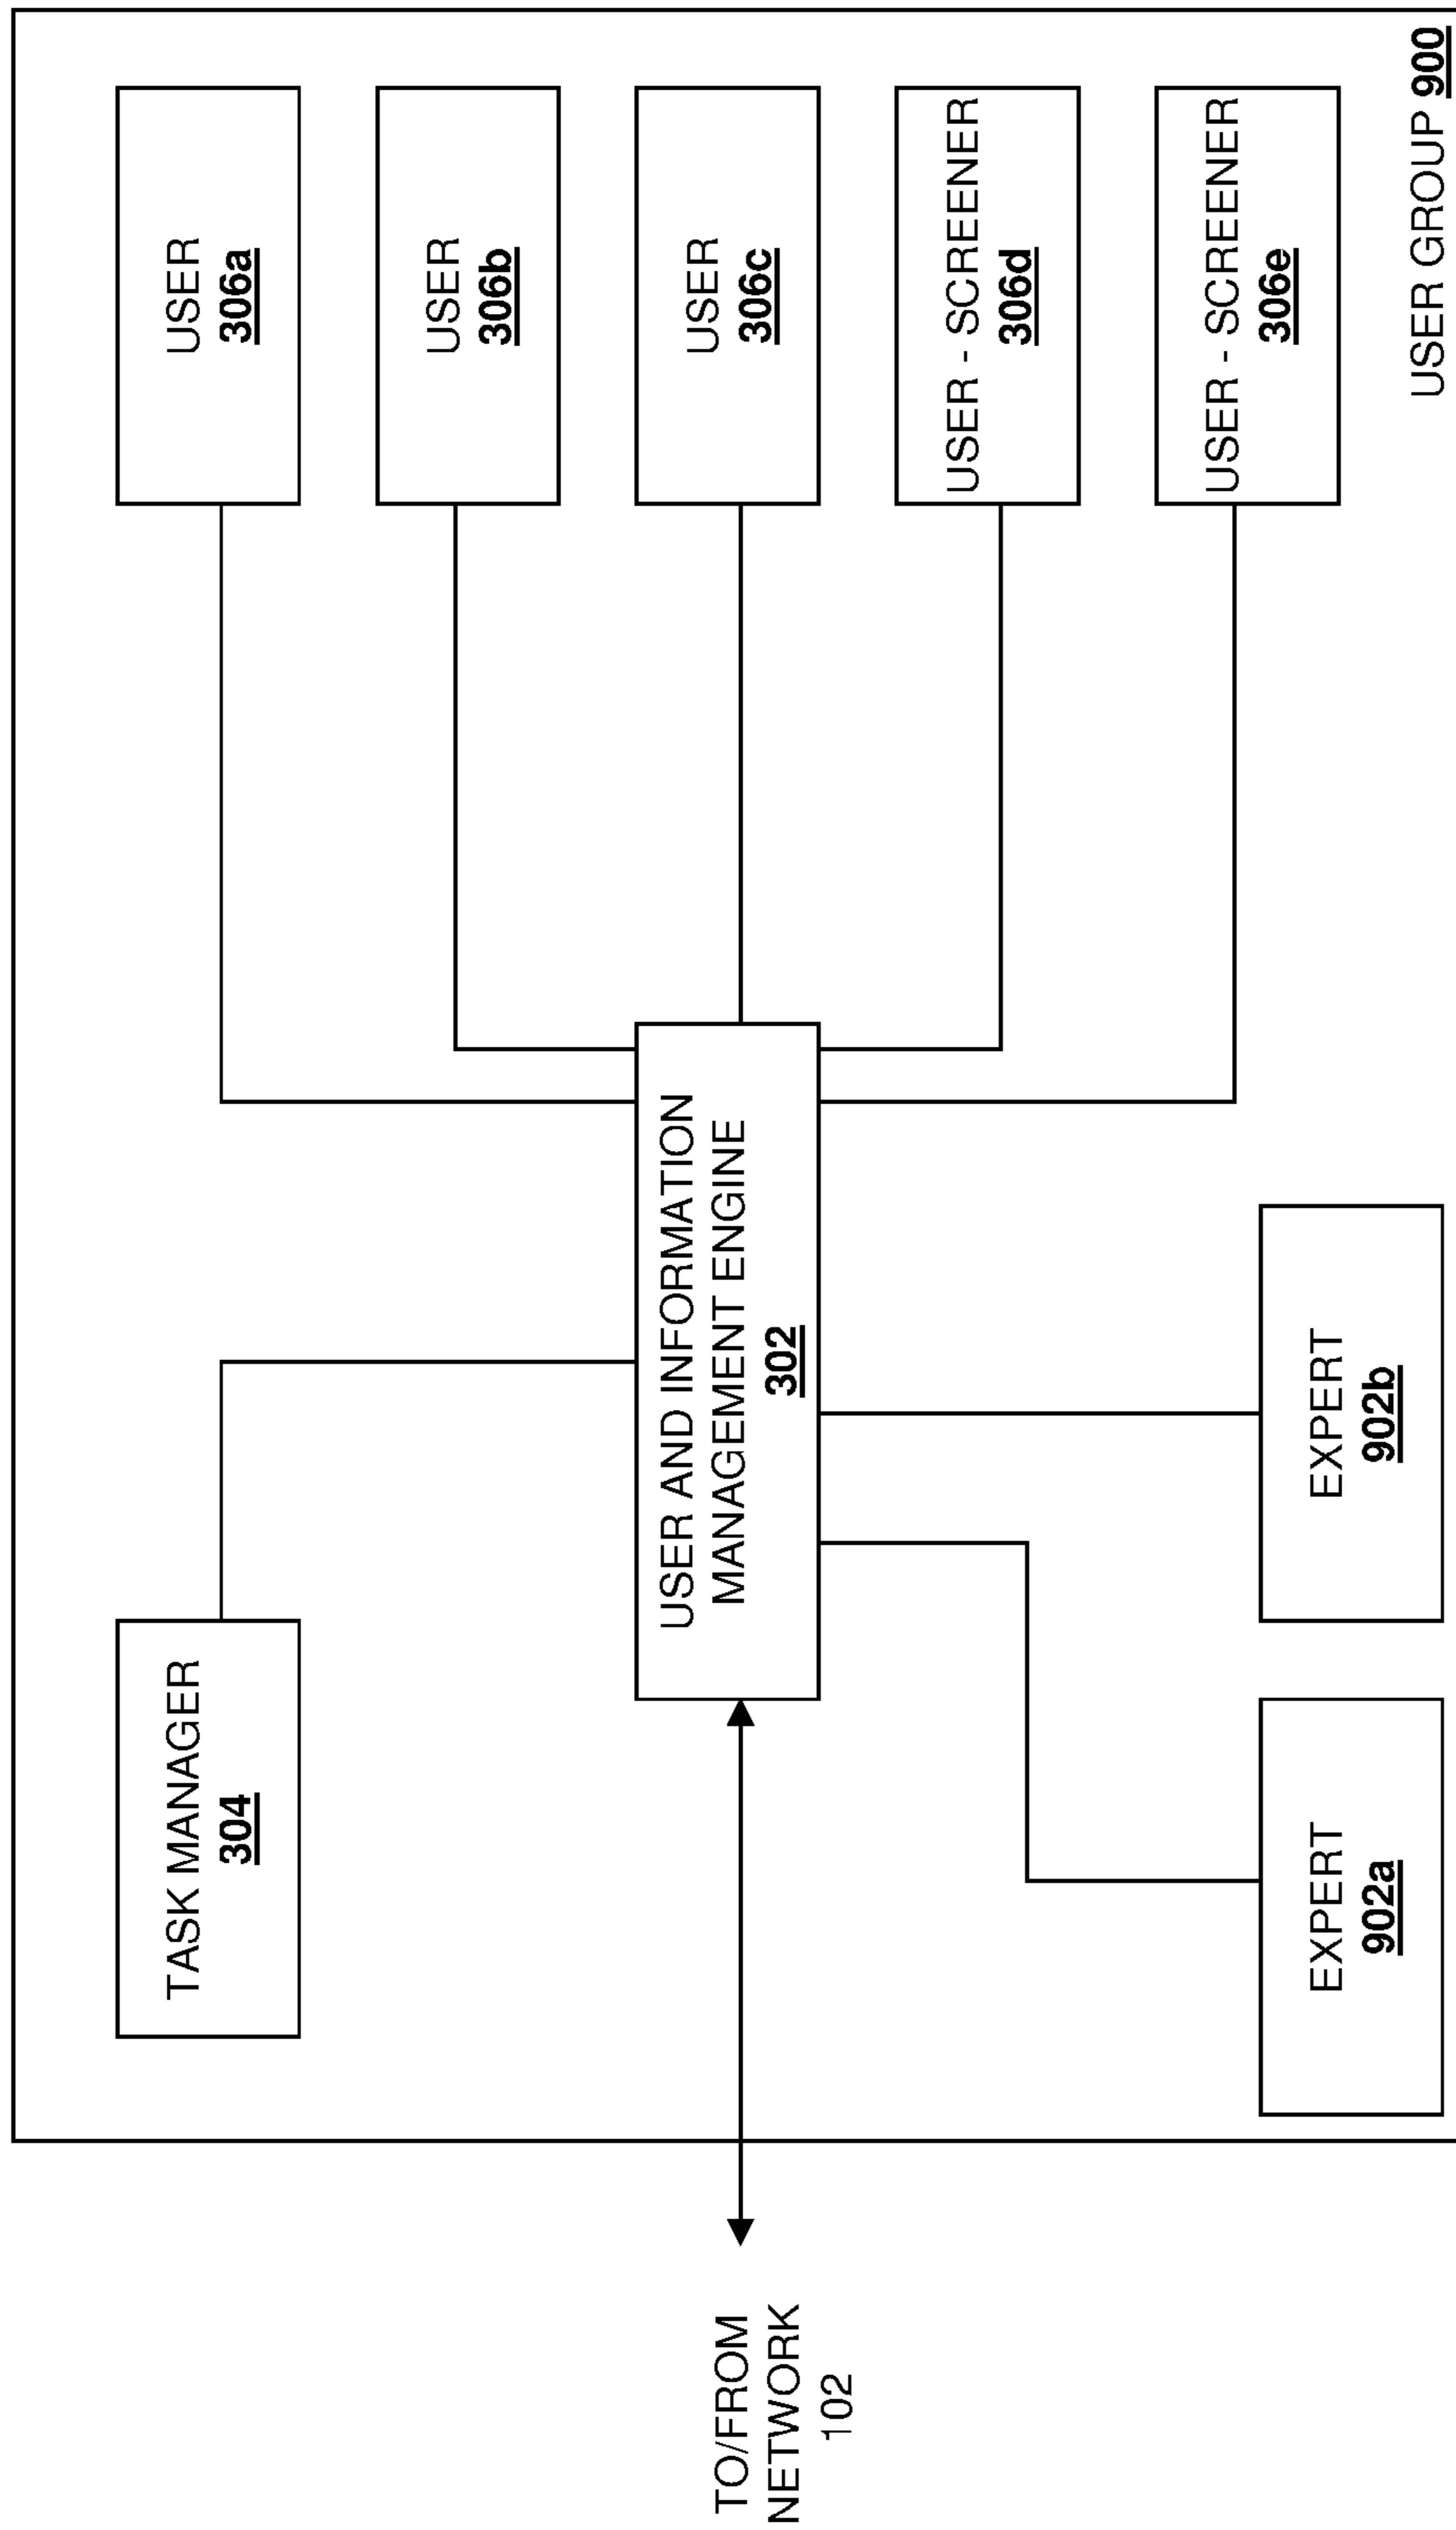 TASK MANAGER
304
USER
306a
USER
306b
TO/FROM
NETWORK
102
USER AND INFORMATION
MANAGEMENT ENGINE
302
USER
306c
USER - SCREENER
306d
EXPERT
902a
EXPERT
902b
USER - SCREENER
306e
USER GROUP 900